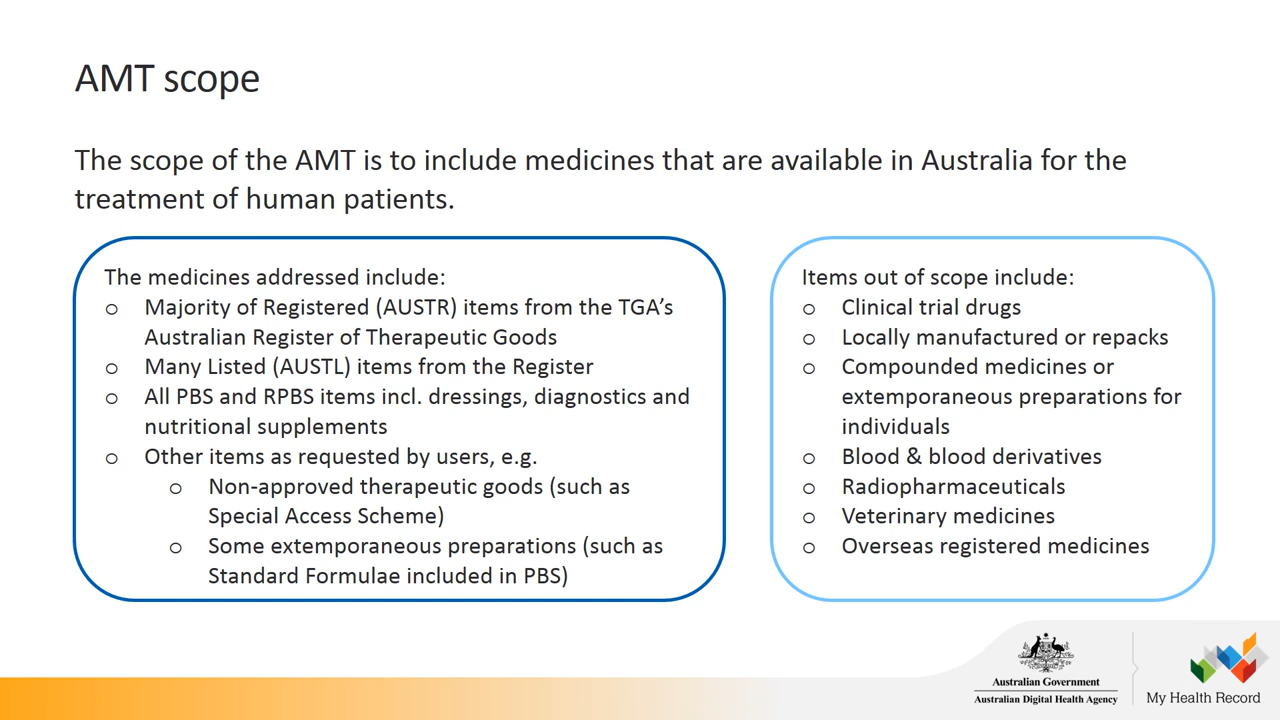 AMT scope
The scope of the AMT is to include medicines that are available in Australia for the
treatment of human patients.
The medicines addressed include:
o Majority of Registered (AUSTR) items from the TGA’s
Australian Register of Therapeutic Goods
o Many Listed (AUSTL) items from the Register
o All PBS and RPBS items incl. dressings, diagnostics and
nutritional supplements
o Other items as requested by users, e.g.
o Non-approved therapeutic goods (such as
Special Access Scheme)
o Some extemporaneous preparations (such as
Standard Formulae included in PBS)
Items out of scope include:
o Clinical trial drugs
o Locally manufactured or repacks
o Compounded medicines or
extemporaneous preparations for
individuals
o Blood & blood derivatives
o Radiopharmaceuticals
o Veterinary medicines
o Overseas registered medicines
Australian Government
Australian Digital Health Agency
My Health Record